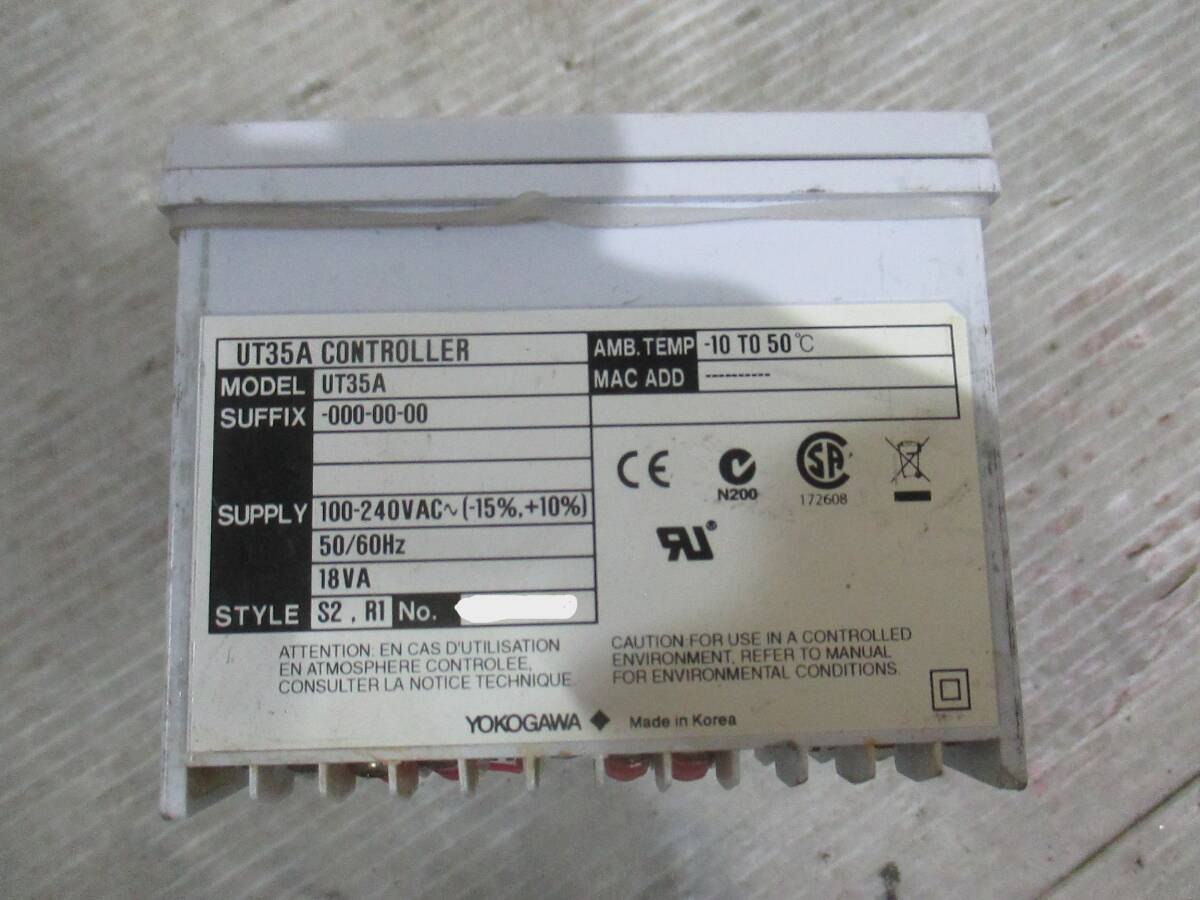 UT35A CONTROLLER
MODEL UT35A
SUFFIX -000-00-00
SUPPLY 100-240VAC~(-15%,+10%)
50/60Hz
18VA
STYLE S2 , R1 No.
AMB.TEMP -10 TO 50℃
MAC ADD ----------
CE
N200
SA
172608
RU®
ATTENTION: EN CAS D'UTILISATION
EN ATMOSPHERE CONTROLEE,
CONSULTER LA NOTICE TECHNIQUE.
CAUTION:FOR USE IN A CONTROLLED
ENVIRONMENT, REFER TO MANUAL
FOR ENVIRONMENTAL CONDITIONS.
YOKOGAWA ◆ Made in Korea